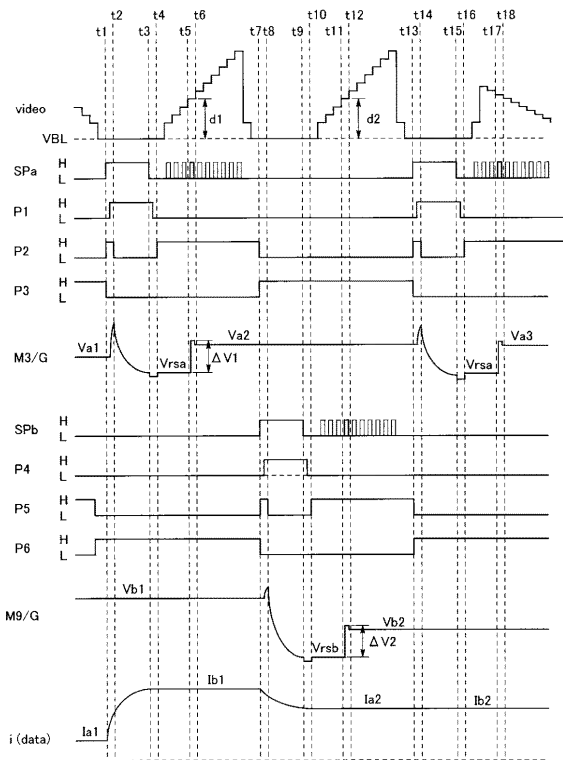 t2 t4 t6 t8 t10 t12 t14 t16 t18
t1 t3 t5 t7 t9 t11 t13 t15 t17
video
d1
d2
VBL
SPa
H
L
P1
H
L
P2
H
L
P3
H
L
M3/G
Va1
Vrsa
ΔV1
Va2
Vrsa
Va3
SPb
H
L
P4
H
L
P5
H
L
P6
H
L
M9/G
Vb1
Vrsb
ΔV2
Vb2
i(data)
Ia1
Ib1
Ia2
Ib2